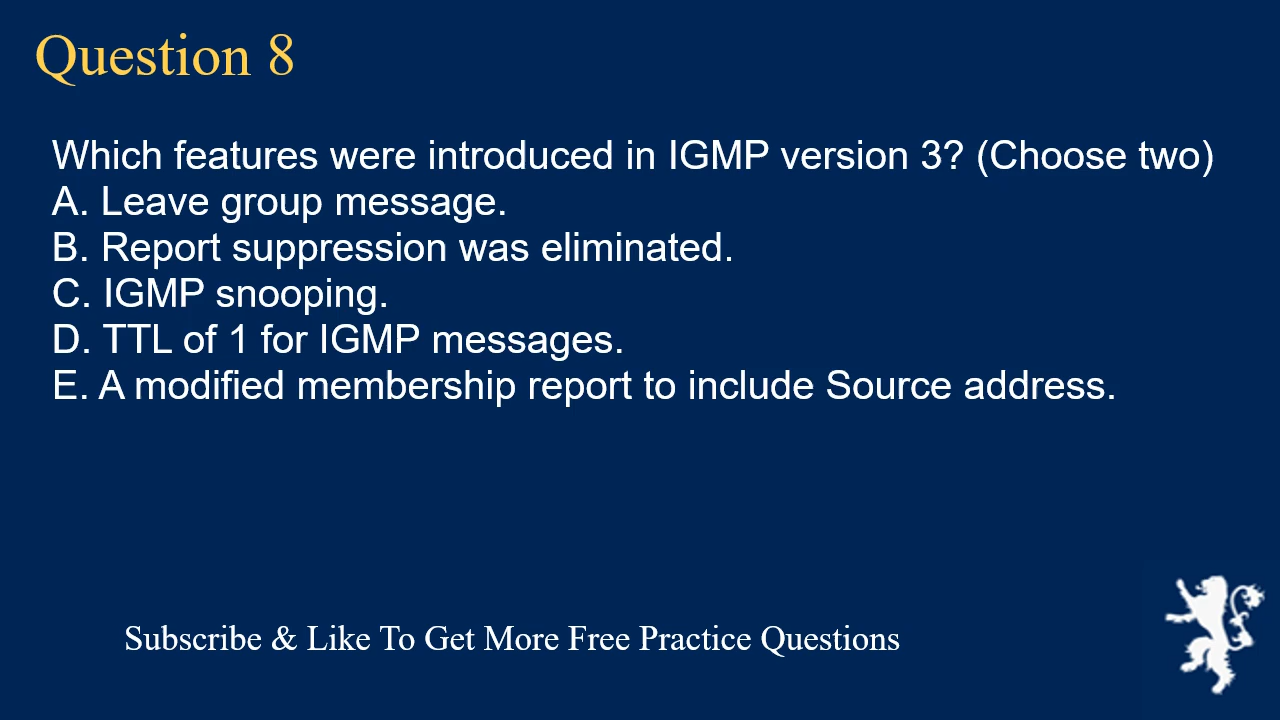 Question 8
Which features were introduced in IGMP version 3? (Choose two)
A. Leave group message.
B. Report suppression was eliminated.
C. IGMP snooping.
D. TTL of 1 for IGMP messages.
E. A modified membership report to include Source address.
Subscribe & Like To Get More Free Practice Questions